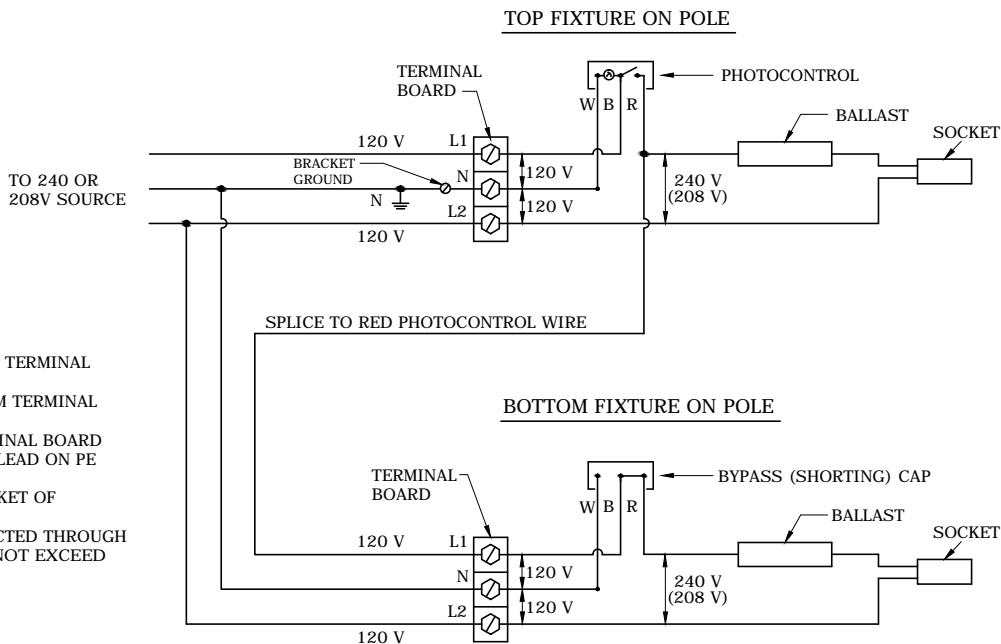 TOP FIXTURE ON POLE
TERMINAL
BOARD
PHOTOCONTROL
W B R
BALLAST
SOCKET
120 V
L1
BRACKET
GROUND
N
120 V
TO 240 OR
208V SOURCE
N
120 V
240 V
(208 V)
L2
120 V
SPLICE TO RED PHOTOCONTROL WIRE
TERMINAL
M TERMINAL
INAL BOARD
LEAD ON PE
KET OF
CTED THROUGH
NOT EXCEED
BOTTOM FIXTURE ON POLE
TERMINAL
BOARD
BYPASS (SHORTING) CAP
W B R
BALLAST
SOCKET
120 V
L1
N
120 V
120 V
240 V
(208 V)
L2
120 V